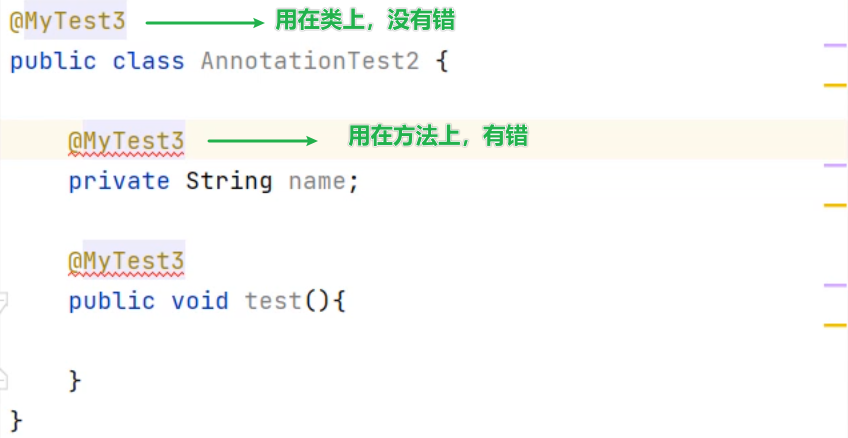 @MyTest3 用在类上，没有错
public class AnnotationTest2 {
@MyTest3 用在方法上，有错
private String name;
@MyTest3
public void test(){
}
}